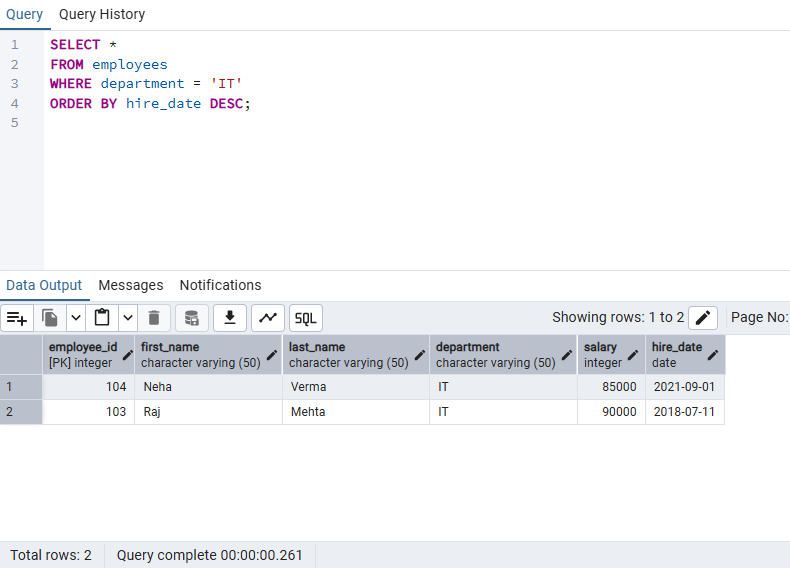 Query Query History
1 SELECT *
2 FROM employees
3 WHERE department = 'IT'
4 ORDER BY hire_date DESC;
5
Data Output Messages Notifications
SQL Showing rows: 1 to 2 Page No:
employee_id first_name last_name department salary hire_date
[PK] integer character varying (50) character varying (50) character varying (50) integer date
1 104 Neha Verma IT 85000 2021-09-01
2 103 Raj Mehta IT 90000 2018-07-11
Total rows: 2 Query complete 00:00:00.261